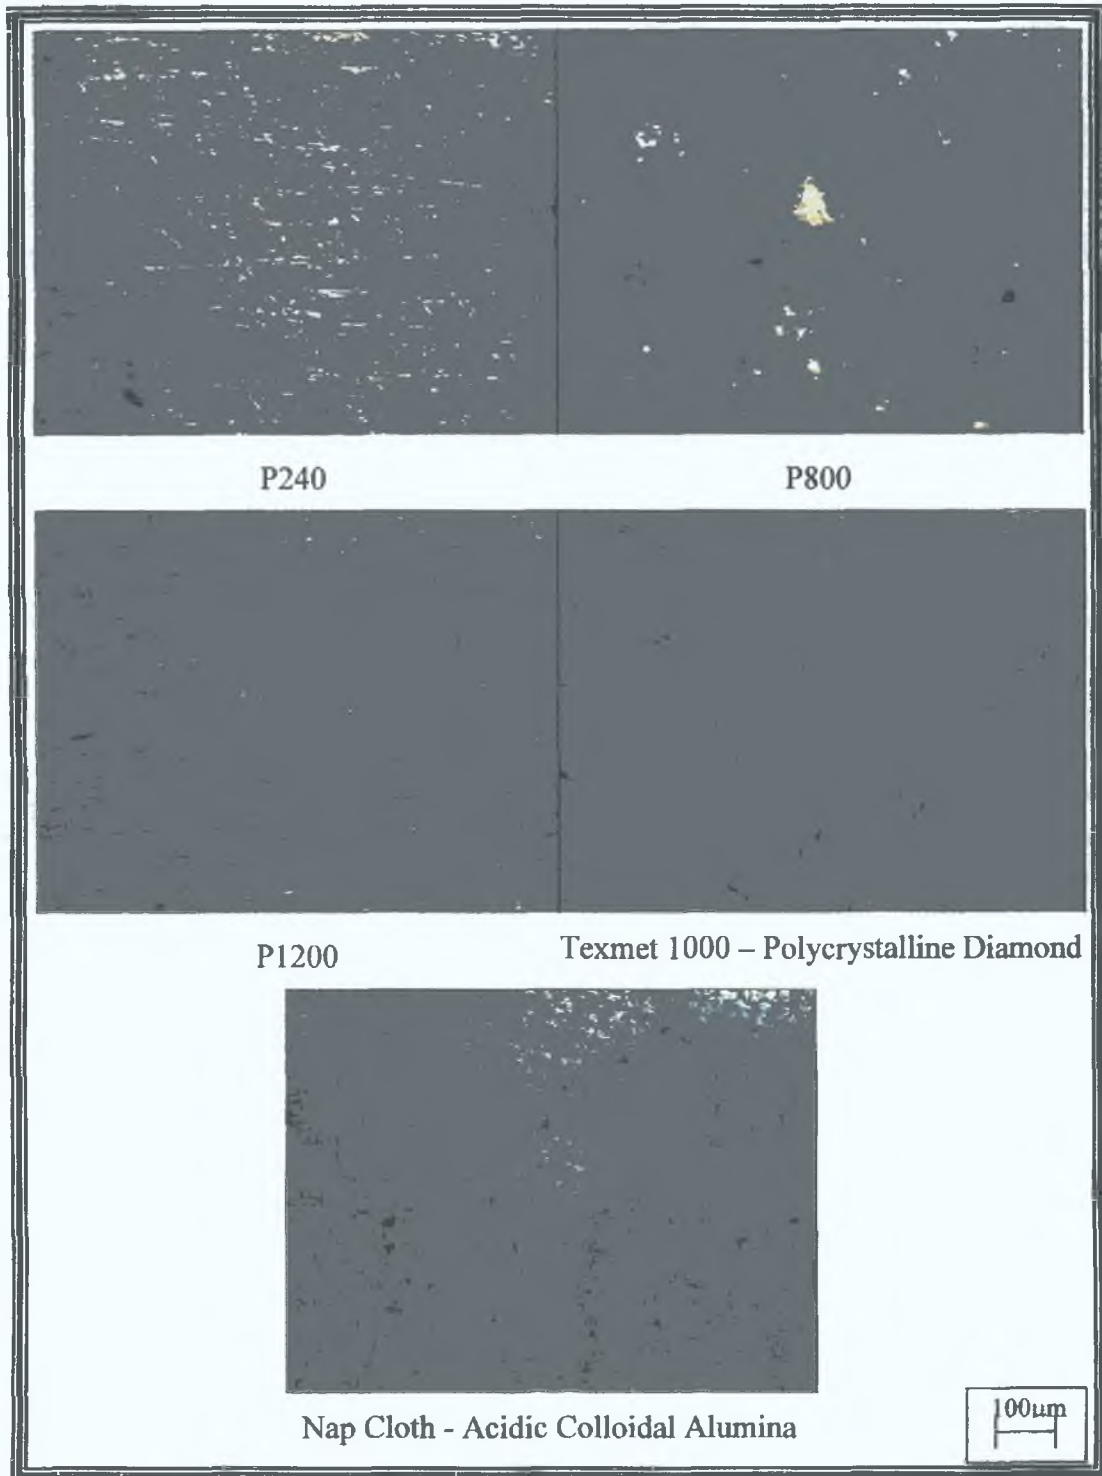 P240
P800
P1200
Texmet 1000 – Polycrystalline Diamond
Nap Cloth - Acidic Colloidal Alumina
100μm